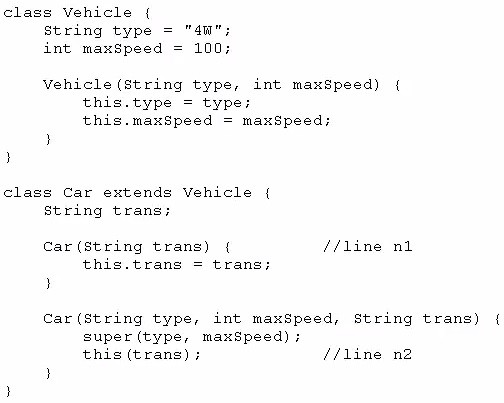 class Vehicle {
    String type = "4W";
    int maxSpeed = 100;

    Vehicle(String type, int maxSpeed) {
        this.type = type;
        this.maxSpeed = maxSpeed;
    }
}

class Car extends Vehicle {
    String trans;

    Car(String trans) {         //line n1
        this.trans = trans;
    }

    Car(String type, int maxSpeed, String trans) {
        super(type, maxSpeed);
        this(trans);            //line n2
    }
}